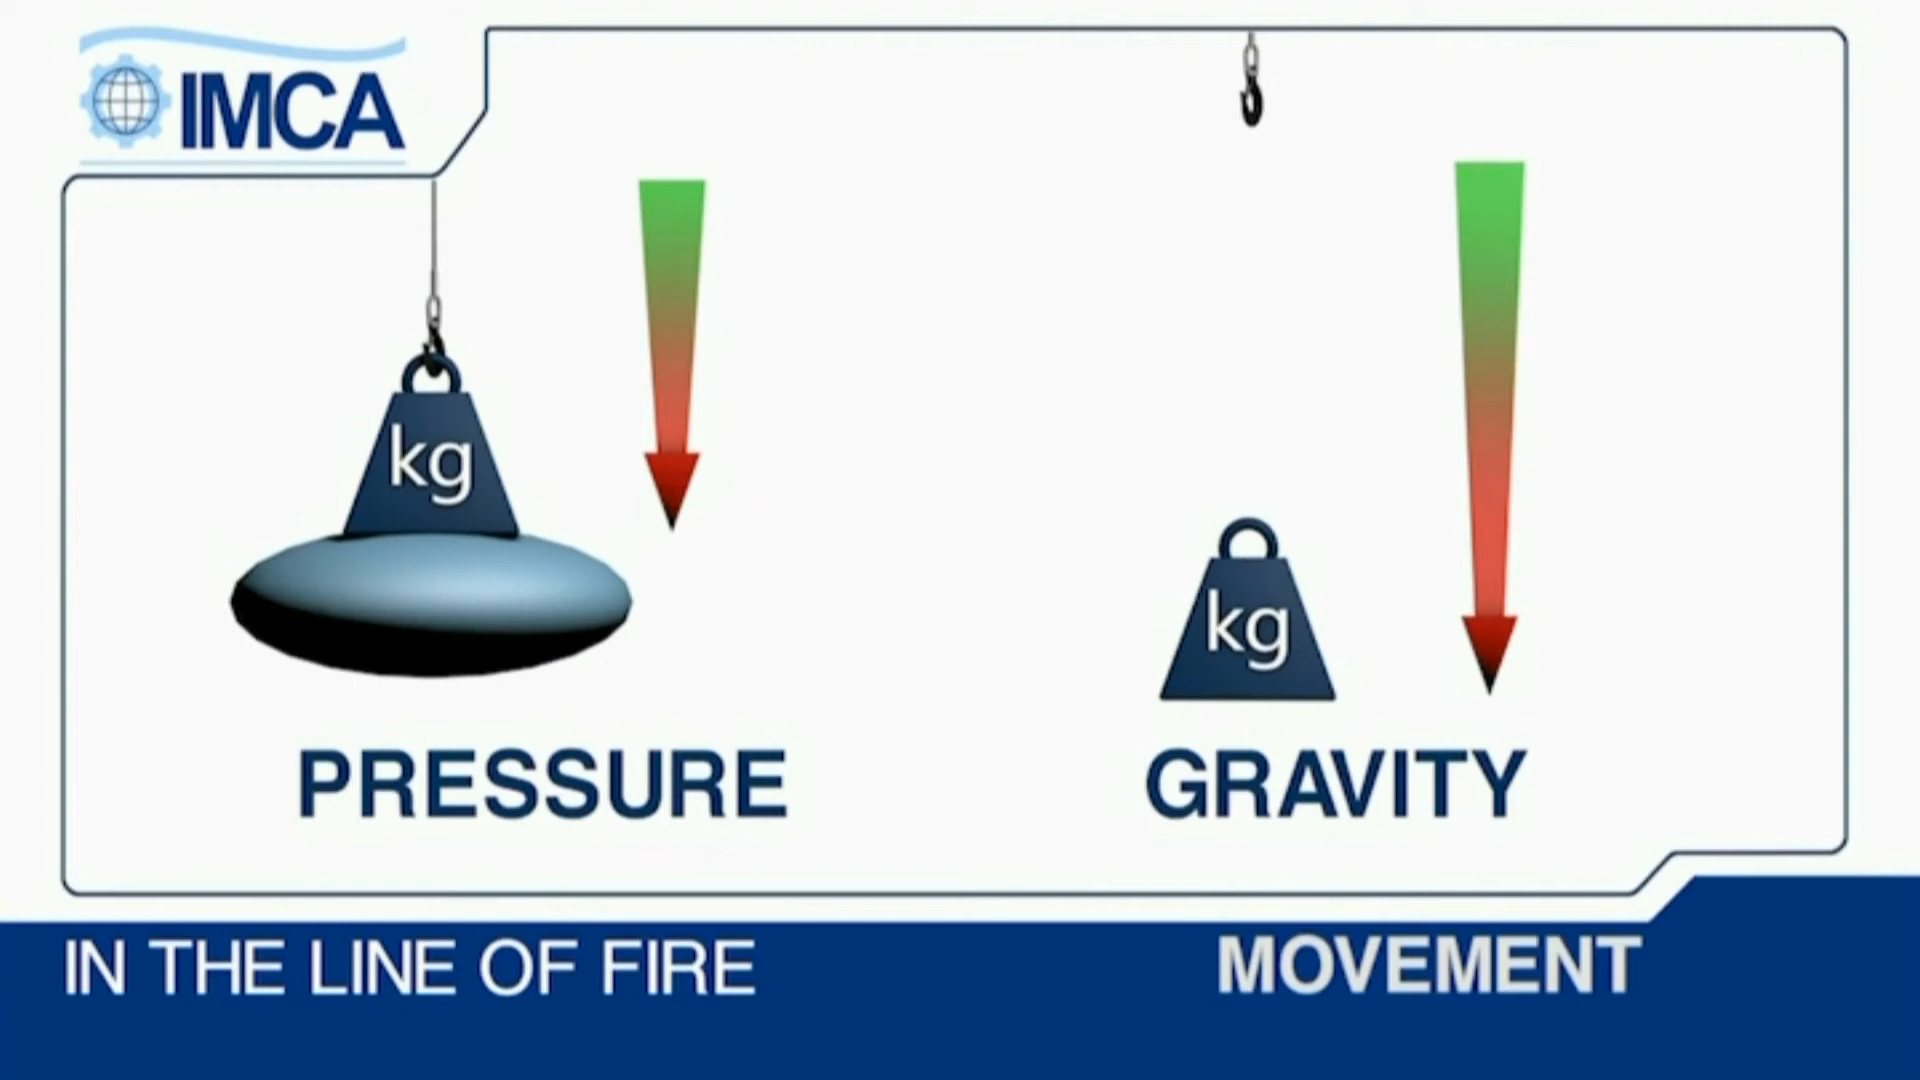 IMCA
kg
kg
PRESSURE
GRAVITY
IN THE LINE OF FIRE
MOVEMENT